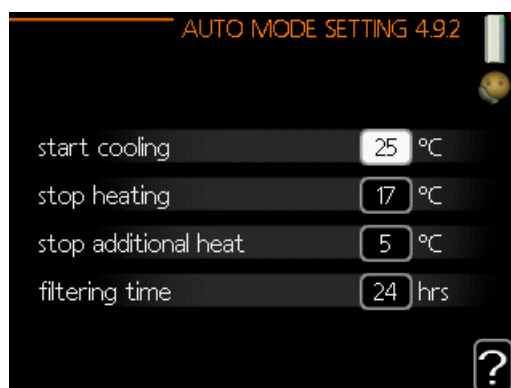 AUTO MODE SETTING 4.9.2
start cooling 25 °C
stop heating 17 °C
stop additional heat 5 °C
filtering time 24 hrs
?